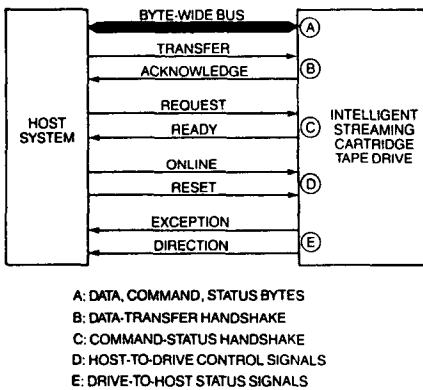 BYTE-WIDE BUS
A
TRANSFER
B
ACKNOWLEDGE
HOST
SYSTEM
REQUEST
C
READY
INTELLIGENT
STREAMING
CARTRIDGE
TAPE DRIVE
ONLINE
D
RESET
EXCEPTION
E
DIRECTION
A: DATA, COMMAND, STATUS BYTES
B: DATA-TRANSFER HANDSHAKE
C: COMMAND-STATUS HANDSHAKE
D: HOST-TO-DRIVE CONTROL SIGNALS
E: DRIVE-TO-HOST STATUS SIGNALS